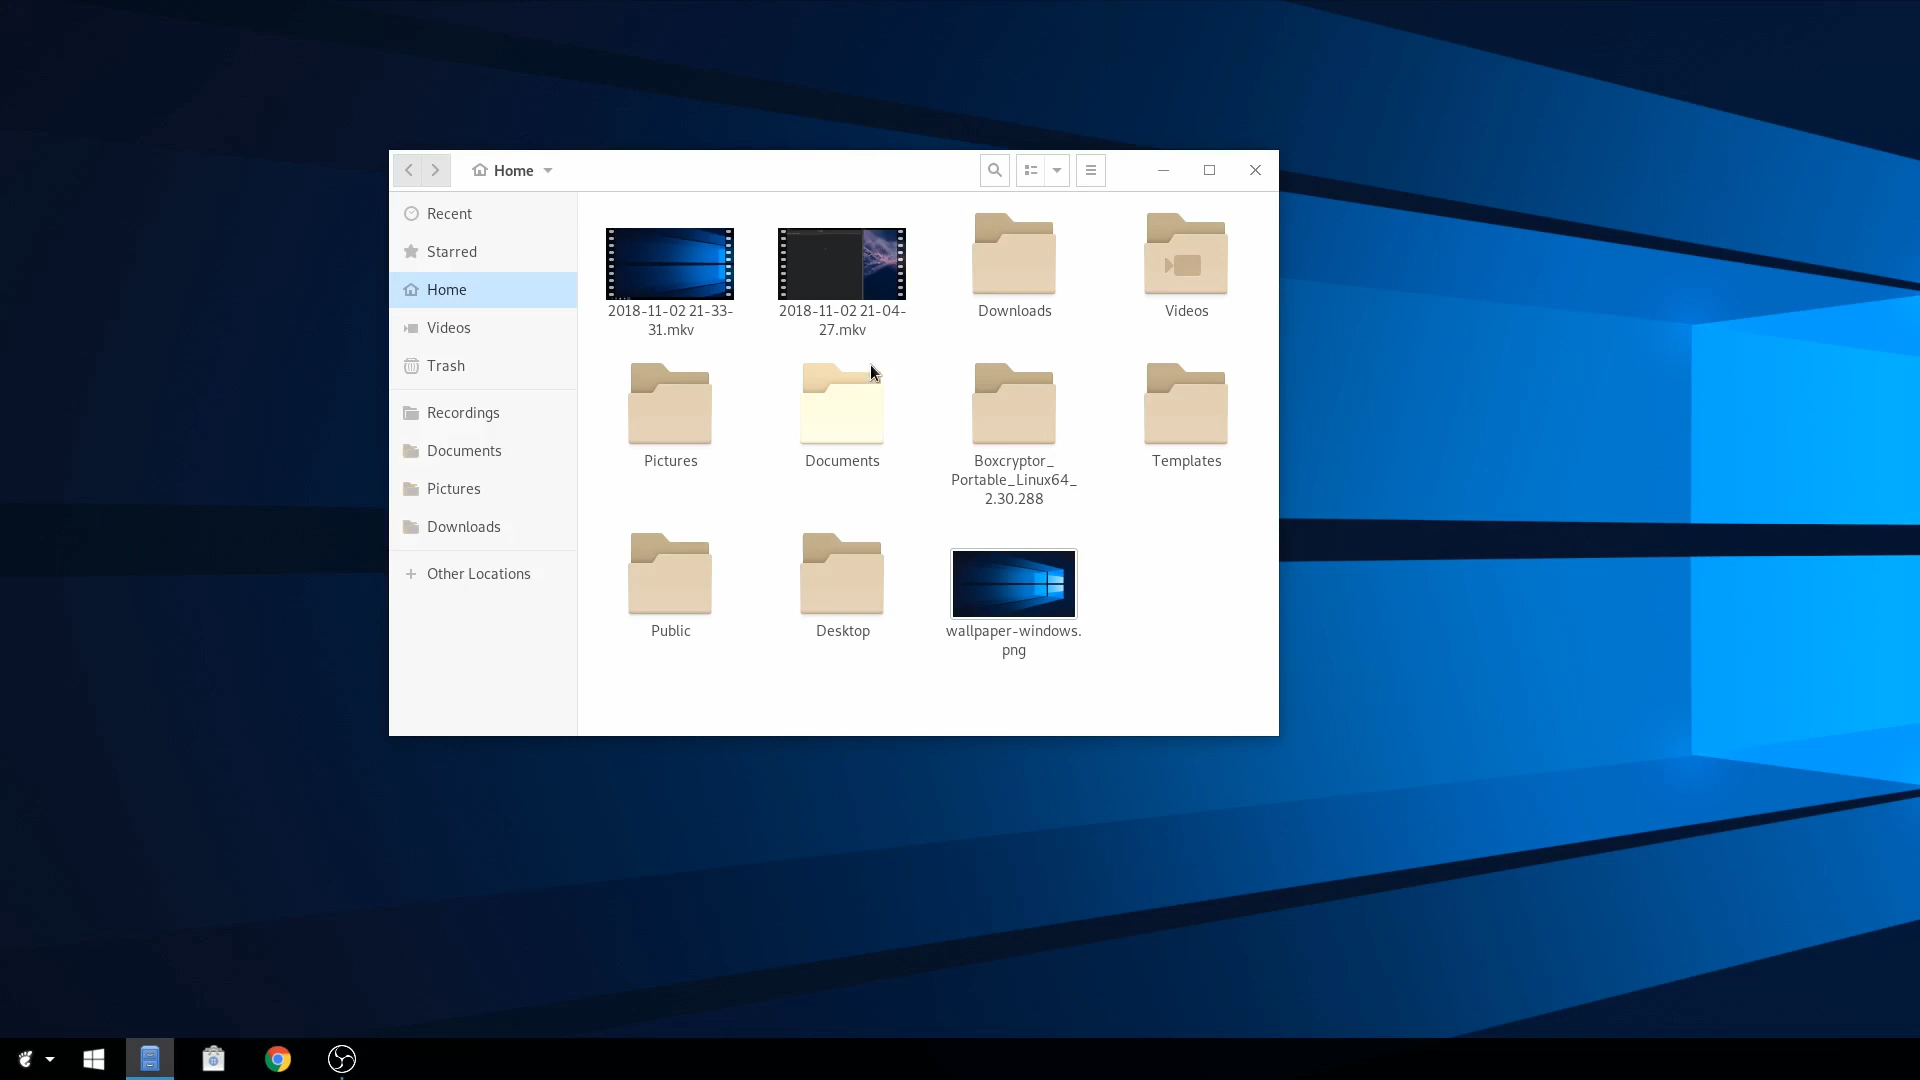 Home
Recent
Starred
Home
Videos
Trash
Recordings
Documents
Pictures
Downloads
Other Locations
2018-11-02 21-33-
31.mkv
2018-11-02 21-04-
27.mkv
Downloads
Videos
Pictures
Documents
Boxcryptor_
Portable_Linux64_
2.30.288
Templates
Public
Desktop
wallpaper-windows.
png